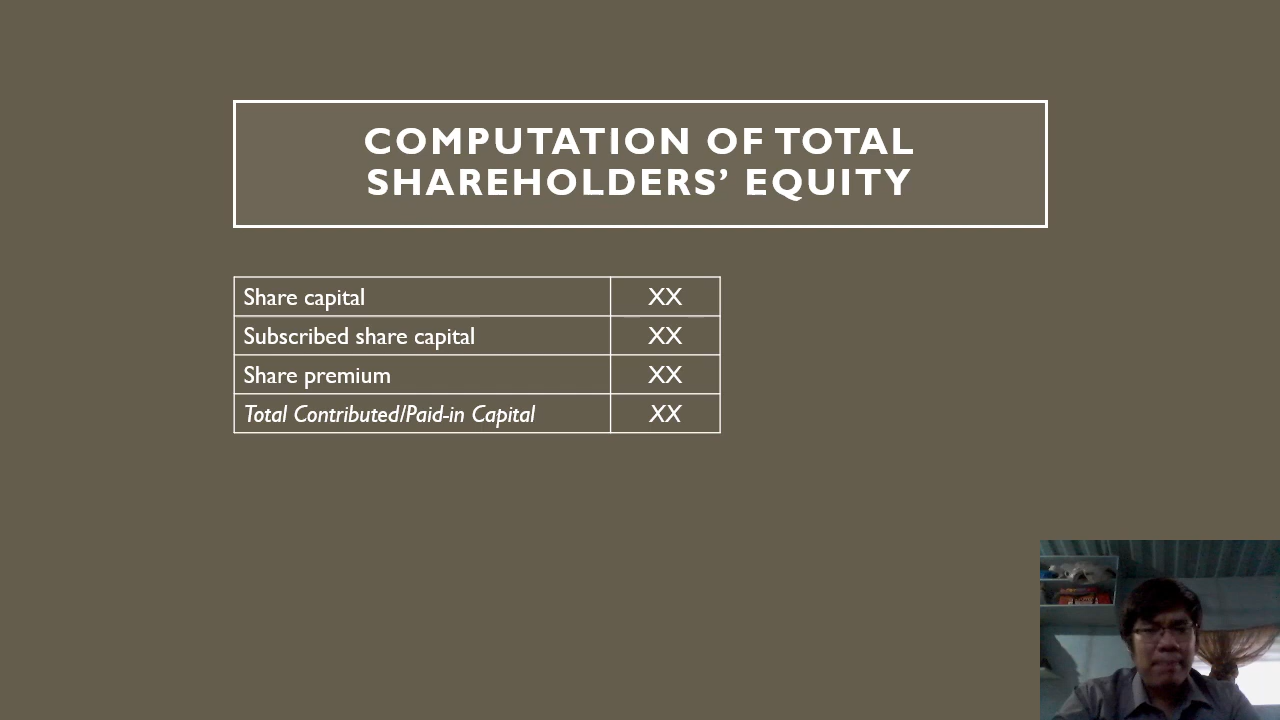 COMPUTATION OF TOTAL
SHAREHOLDERS’ EQUITY
Share capital XX
Subscribed share capital XX
Share premium XX
Total Contributed/Paid-in Capital XX